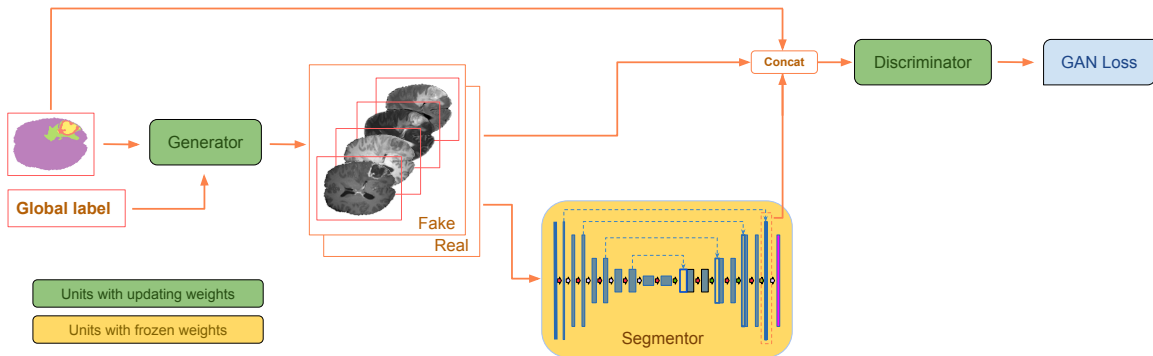 Concat
Discriminator
GAN Loss
Generator
Global label
Fake
Real
Segmentor
Units with updating weights
Units with frozen weights